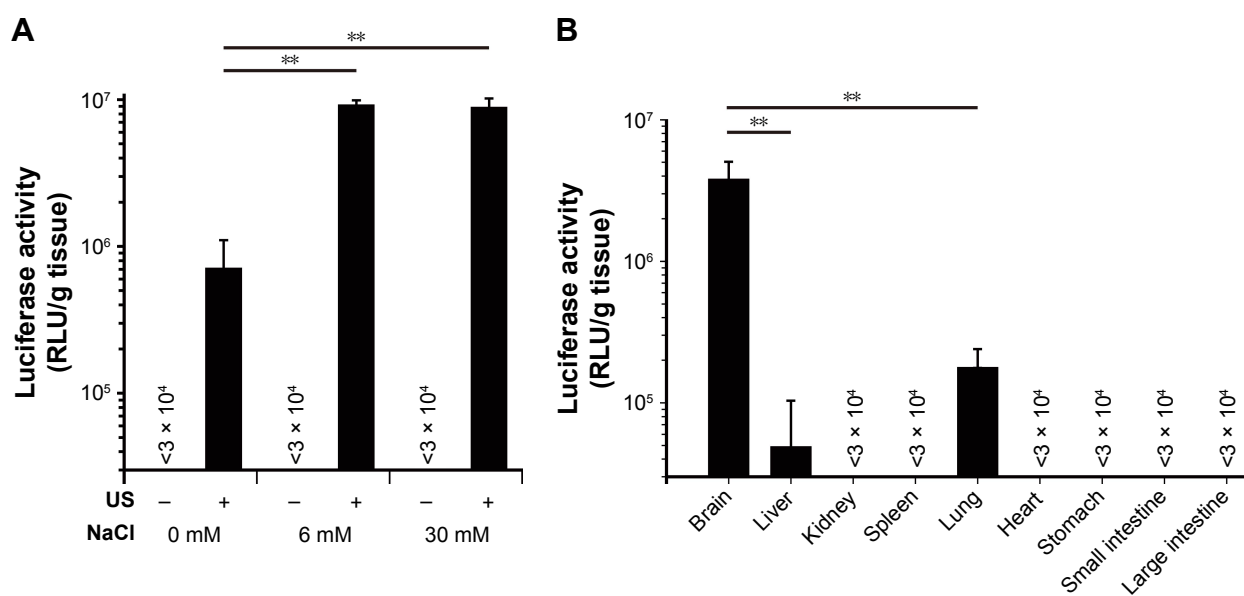 A
**
**
10⁷
10⁶
10⁵
Luciferase activity
(RLU/g tissue)
<3 × 10⁴
<3 × 10⁴
<3 × 10⁴
US – + – + – +
NaCl 0 mM 6 mM 30 mM
B
**
**
10⁷
10⁶
10⁵
Luciferase activity
(RLU/g tissue)
<3 × 10⁴
<3 × 10⁴
<3 × 10⁴
<3 × 10⁴
<3 × 10⁴
<3 × 10⁴
Brain
Liver
Kidney
Spleen
Lung
Heart
Stomach
Small intestine
Large intestine